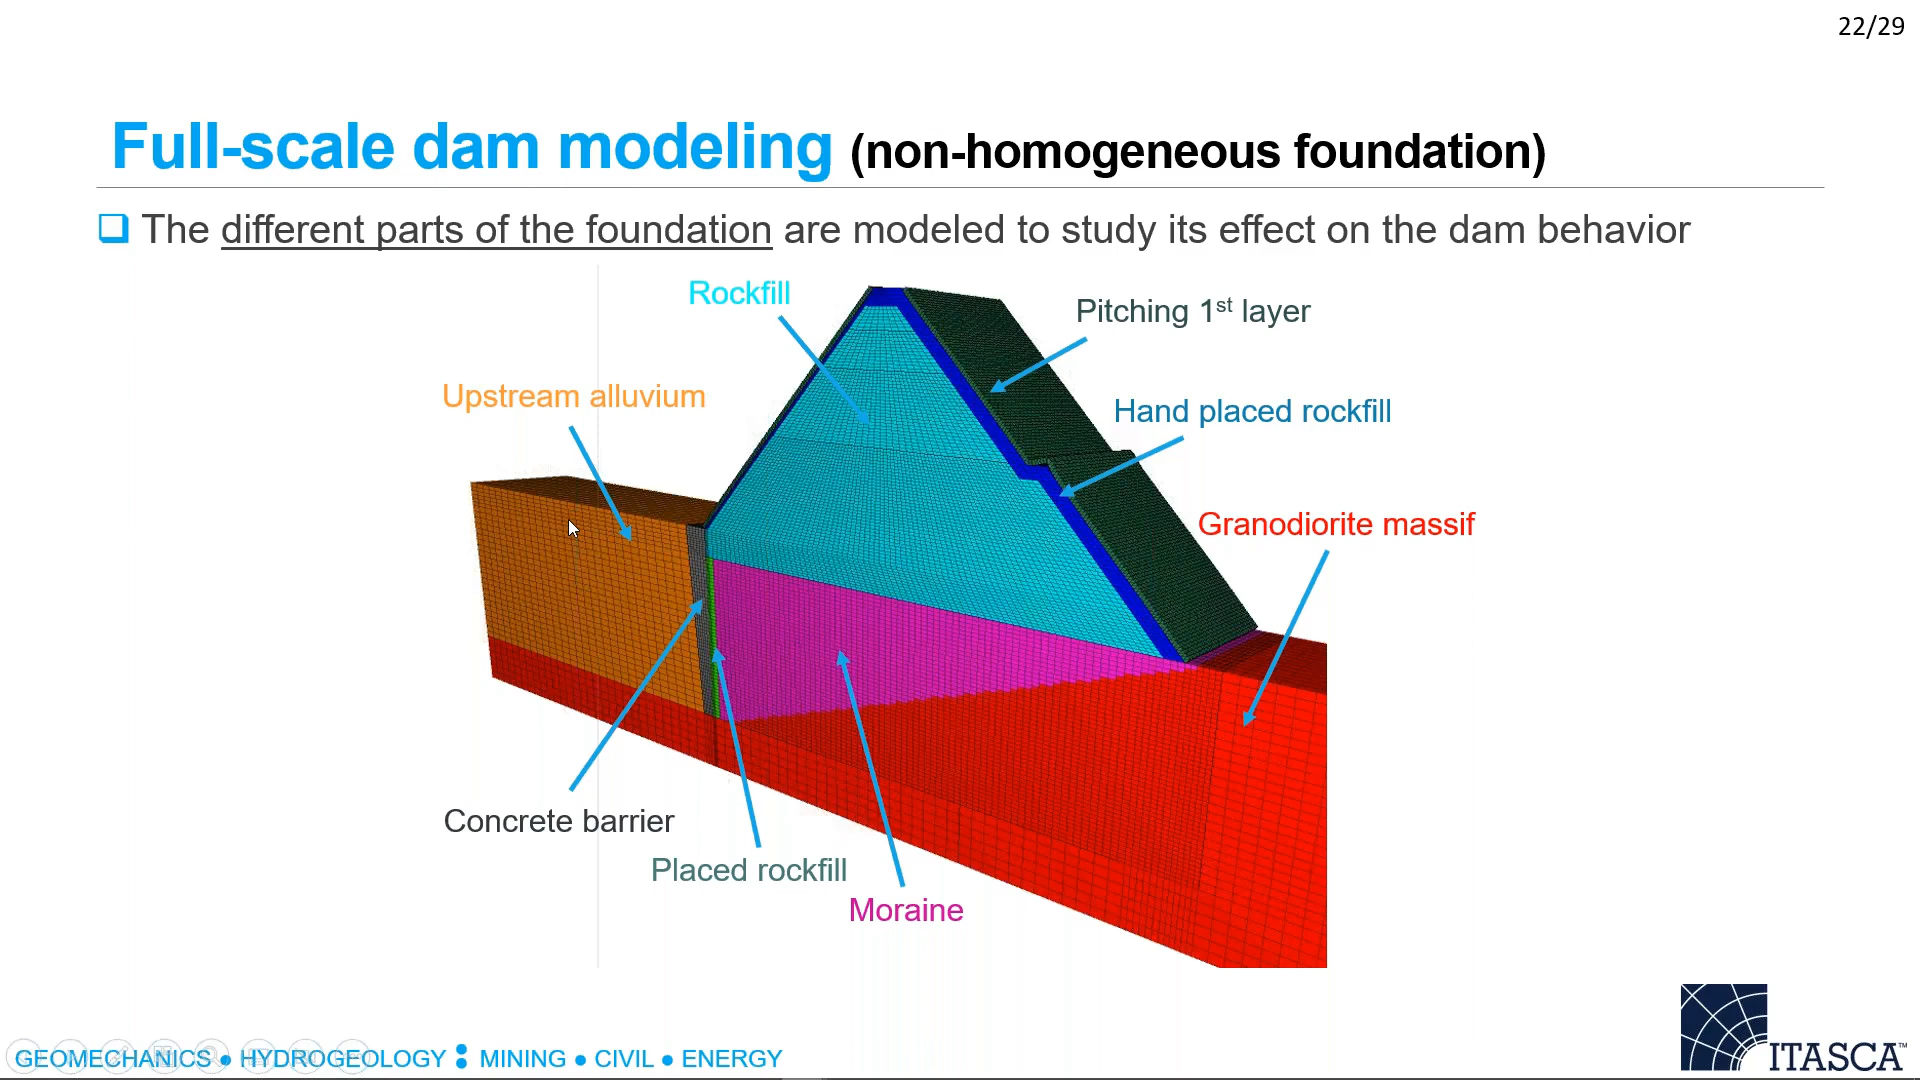 22/29
Full-scale dam modeling (non-homogeneous foundation)
The different parts of the foundation are modeled to study its effect on the dam behavior
Rockfill
Pitching 1st layer
Upstream alluvium
Hand placed rockfill
Granodiorite massif
Concrete barrier
Placed rockfill
Moraine
GEOMECHANICS ● HYDROGEOLOGY : MINING ● CIVIL ● ENERGY
ITASCA™